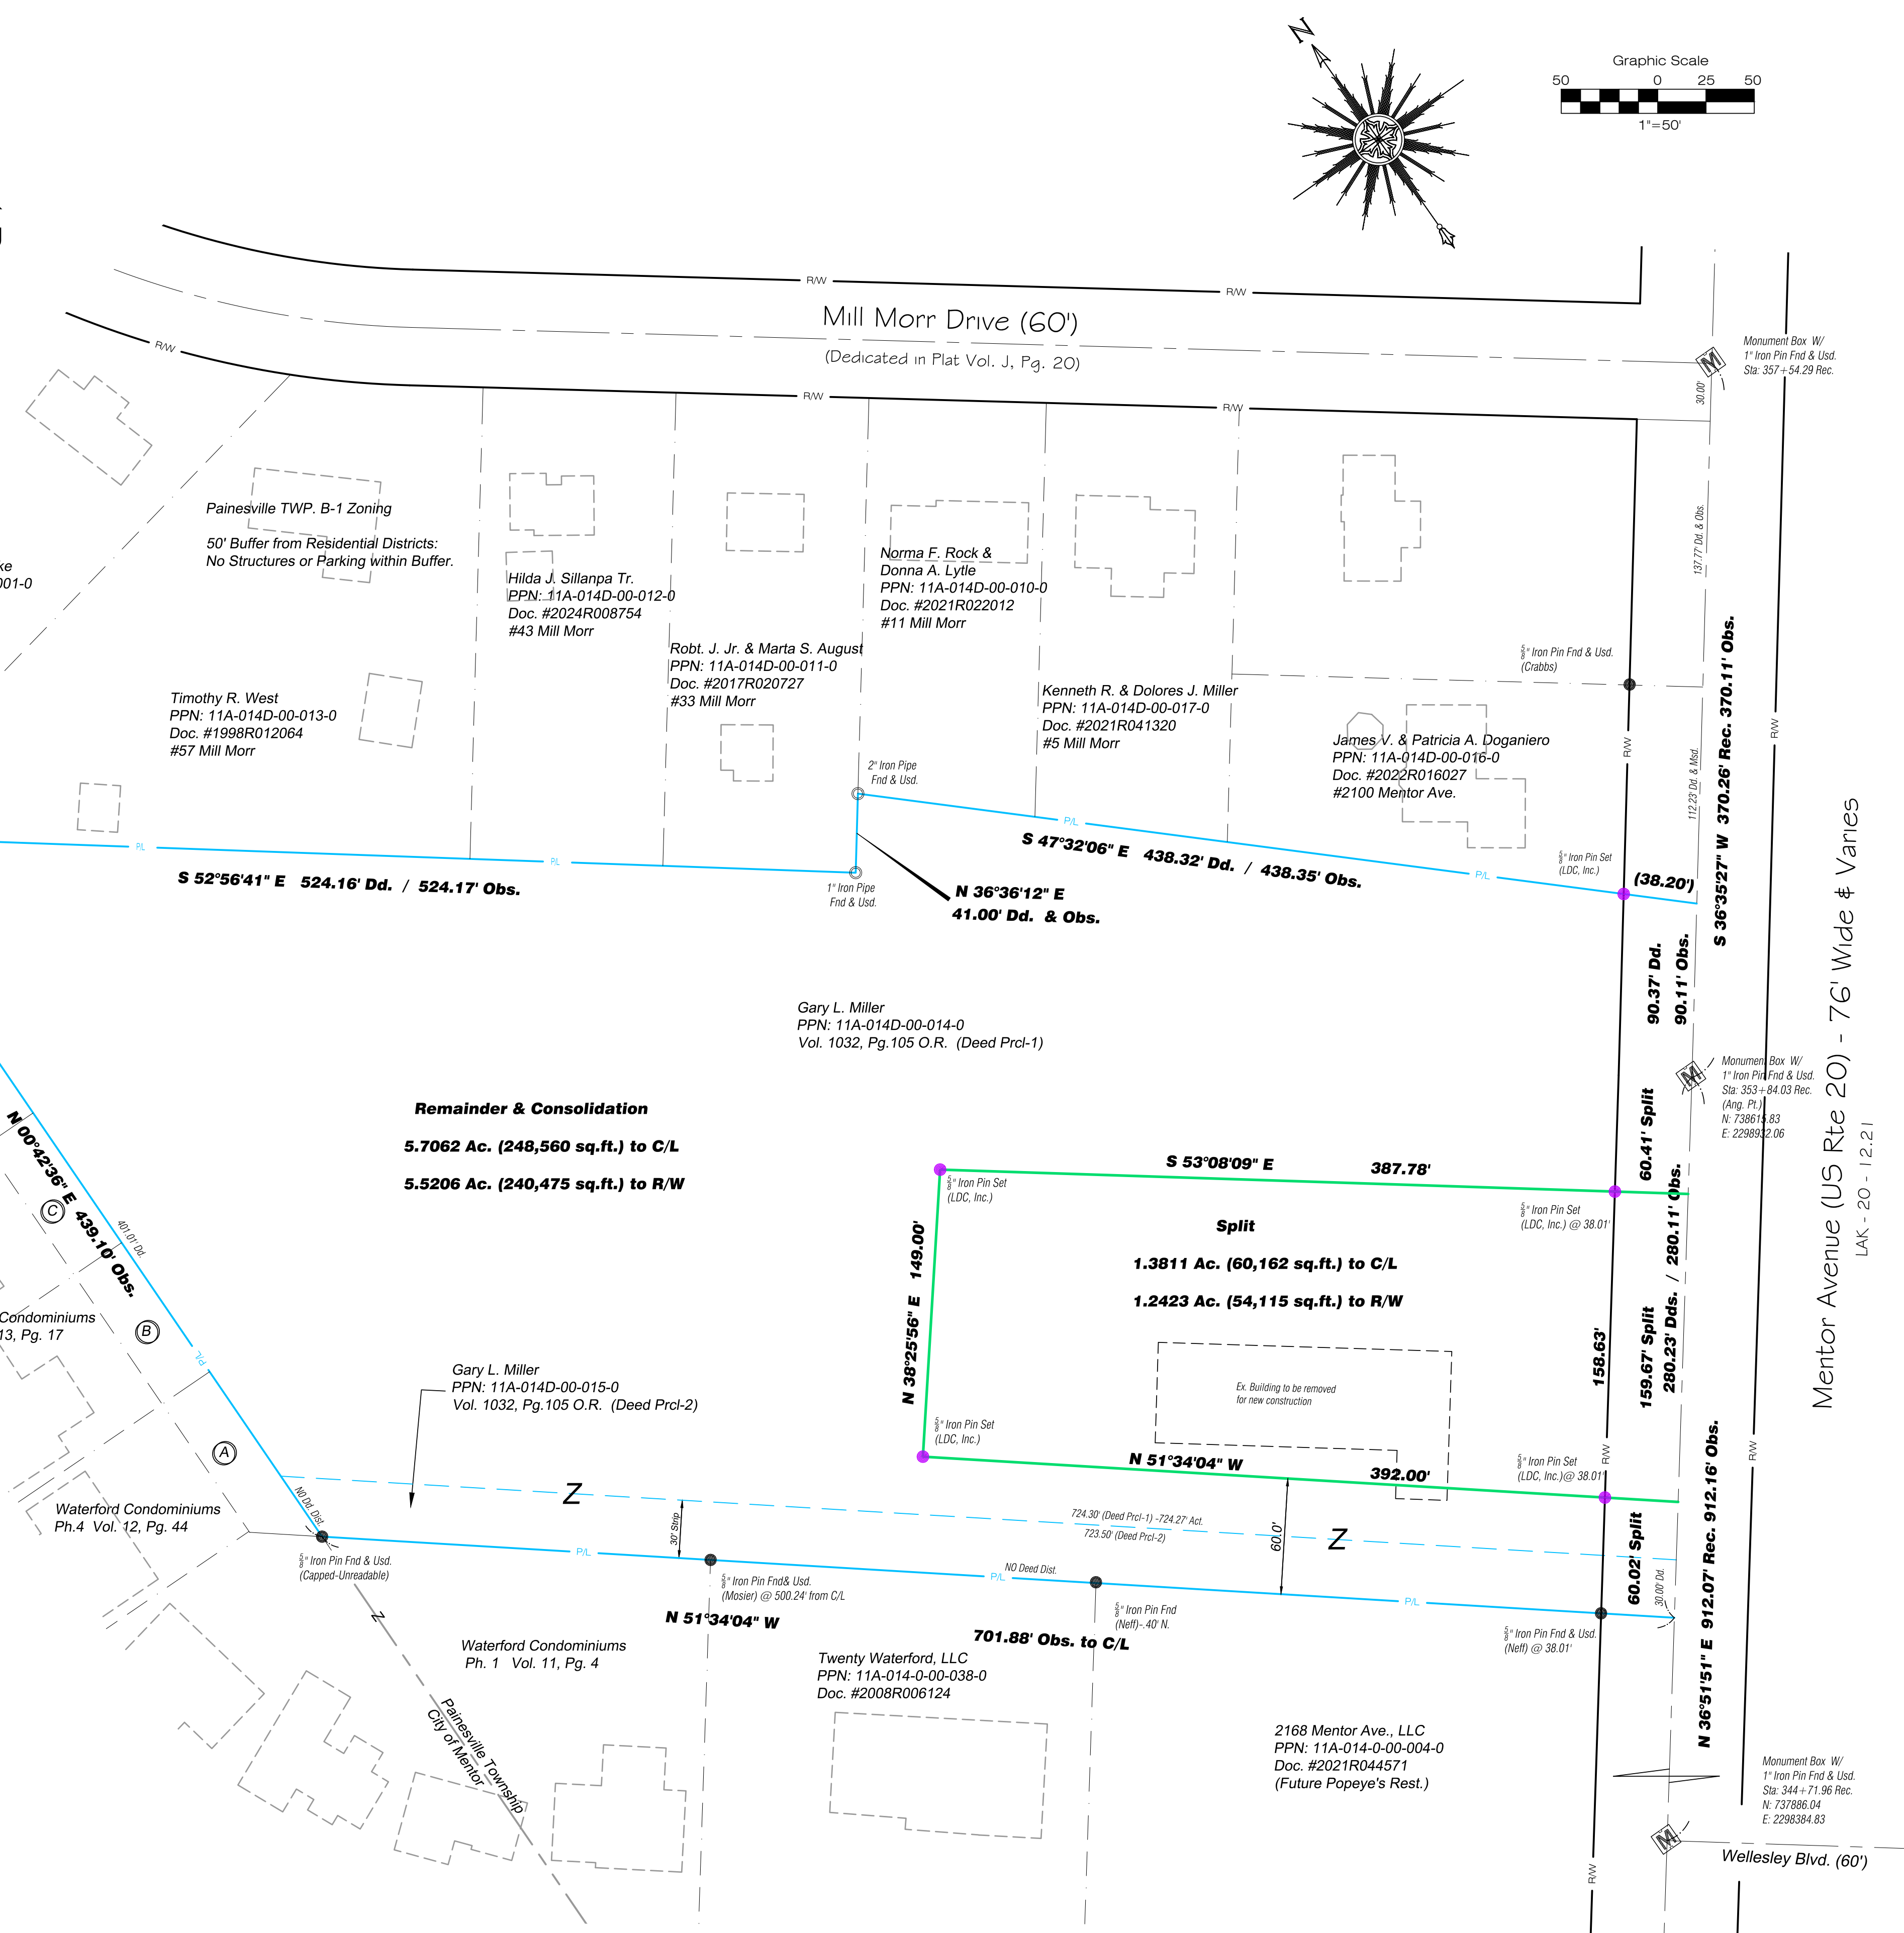 N
Graphic Scale
50 0 25 50
1"=50'
R/W
R/W
Mill Morr Drive (60')
(Dedicated in Plat Vol. J, Pg. 20)
R/W
R/W
R/W
M
Monument Box W/
1" Iron Pin Fnd & Usd.
Sta: 357+54.29 Rec.
30.00'
137.77' Dd. & Obs.
Painesville TWP. B-1 Zoning
50' Buffer from Residential Districts:
No Structures or Parking within Buffer.
ke
001-0
Hilda J. Sillanpa Tr.
PPN: 11A-014D-00-012-0
Doc. #2024R008754
#43 Mill Morr
Norma F. Rock &
Donna A. Lytle
PPN: 11A-014D-00-010-0
Doc. #2021R022012
#11 Mill Morr
Robt. J. Jr. & Marta S. August
PPN: 11A-014D-00-011-0
Doc. #2017R020727
#33 Mill Morr
Timothy R. West
PPN: 11A-014D-00-013-0
Doc. #1998R012064
#57 Mill Morr
Kenneth R. & Dolores J. Miller
PPN: 11A-014D-00-017-0
Doc. #2021R041320
#5 Mill Morr
James V. & Patricia A. Doganiero
PPN: 11A-014D-00-016-0
Doc. #2022R016027
#2100 Mentor Ave.
5/8" Iron Pin Fnd & Usd.
(Crabbs)
R/W
R/W
112.23' Dd. & Msd.
S 36°35'27" W 370.26' Rec. 370.11' Obs.
2" Iron Pipe
Fnd & Usd.
P/L
P/L
P/L
P/L
S 52°56'41" E 524.16' Dd. / 524.17' Obs.
1" Iron Pipe
Fnd & Usd.
N 36°36'12" E
41.00' Dd. & Obs.
S 47°32'06" E 438.32' Dd. / 438.35' Obs.
5/8" Iron Pin Set
(LDC, Inc.)
(38.20')
90.37' Dd.
90.11' Obs.
Mentor Avenue (US Rte 20) - 76' Wide & Varies
LAK - 20 - 12.21
Gary L. Miller
PPN: 11A-014D-00-014-0
Vol. 1032, Pg.105 O.R. (Deed Prcl-1)
M
Monument Box W/
1" Iron Pin Fnd & Usd.
Sta: 353+84.03 Rec.
(Ang. Pt.)
N: 738615.83
E: 2298932.06
Remainder & Consolidation
5.7062 Ac. (248,560 sq.ft.) to C/L
5.5206 Ac. (240,475 sq.ft.) to R/W
60.41' Split
S 53°08'09" E 387.78'
5/8" Iron Pin Set
(LDC, Inc.)
5/8" Iron Pin Set
(LDC, Inc.) @ 38.01'
Split
1.3811 Ac. (60,162 sq.ft.) to C/L
1.2423 Ac. (54,115 sq.ft.) to R/W
N 38°25'56" E 149.00'
158.63'
159.67' Split
280.23' Dds. / 280.11' Obs.
N 00°42'36" E 439.10' Obs.
401.01' Dd.
C
B
A
P/L
Condominiums
13, Pg. 17
Gary L. Miller
PPN: 11A-014D-00-015-0
Vol. 1032, Pg.105 O.R. (Deed Prcl-2)
Ex. Building to be removed
for new construction
5/8" Iron Pin Set
(LDC, Inc.)
N 51°34'04" W 392.00'
5/8" Iron Pin Set
(LDC, Inc.)@ 38.01'
R/W
R/W
NO Dd. Dist.
Z
30' Strip
724.30' (Deed Prcl-1) -724.27' Act.
723.50' (Deed Prcl-2)
60.0'
Z
Waterford Condominiums
Ph.4 Vol. 12, Pg. 44
P/L
5/8" Iron Pin Fnd & Usd.
(Capped-Unreadable)
5/8" Iron Pin Fnd& Usd.
(Mosier) @ 500.24' from C/L
NO Deed Dist.
P/L
P/L
5/8" Iron Pin Fnd
(Neff)-.40' N.
60.02' Split
30.00' Dd.
5/8" Iron Pin Fnd & Usd.
(Neff) @ 38.01'
N 51°34'04" W 701.88' Obs. to C/L
N 36°51'51" E 912.07' Rec. 912.16' Obs.
Z
Waterford Condominiums
Ph. 1 Vol. 11, Pg. 4
Twenty Waterford, LLC
PPN: 11A-014-0-00-038-0
Doc. #2008R006124
Painesville Township
City of Mentor
2168 Mentor Ave., LLC
PPN: 11A-014-0-00-004-0
Doc. #2021R044571
(Future Popeye's Rest.)
Monument Box W/
1" Iron Pin Fnd & Usd.
Sta: 344+71.96 Rec.
N: 737886.04
E: 2298384.83
M
Wellesley Blvd. (60')
R/W